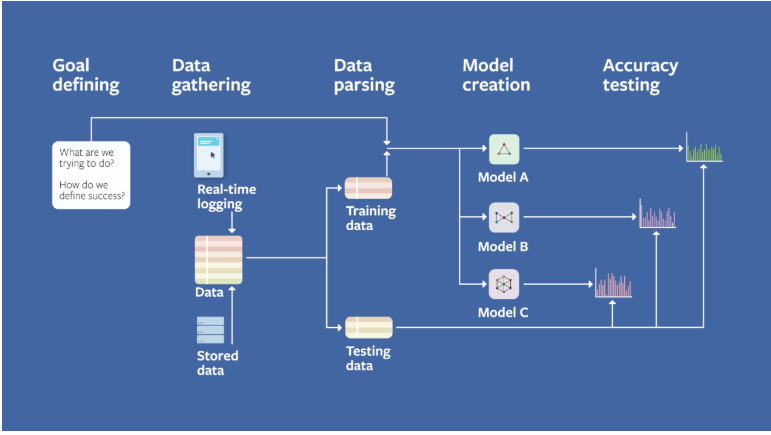 Goal
defining
Data
gathering
Data
parsing
Model
creation
Accuracy
testing
What are we
trying to do?
How do we
define success?
Real-time
logging
Data
Stored
data
Training
data
Testing
data
Model A
Model B
Model C